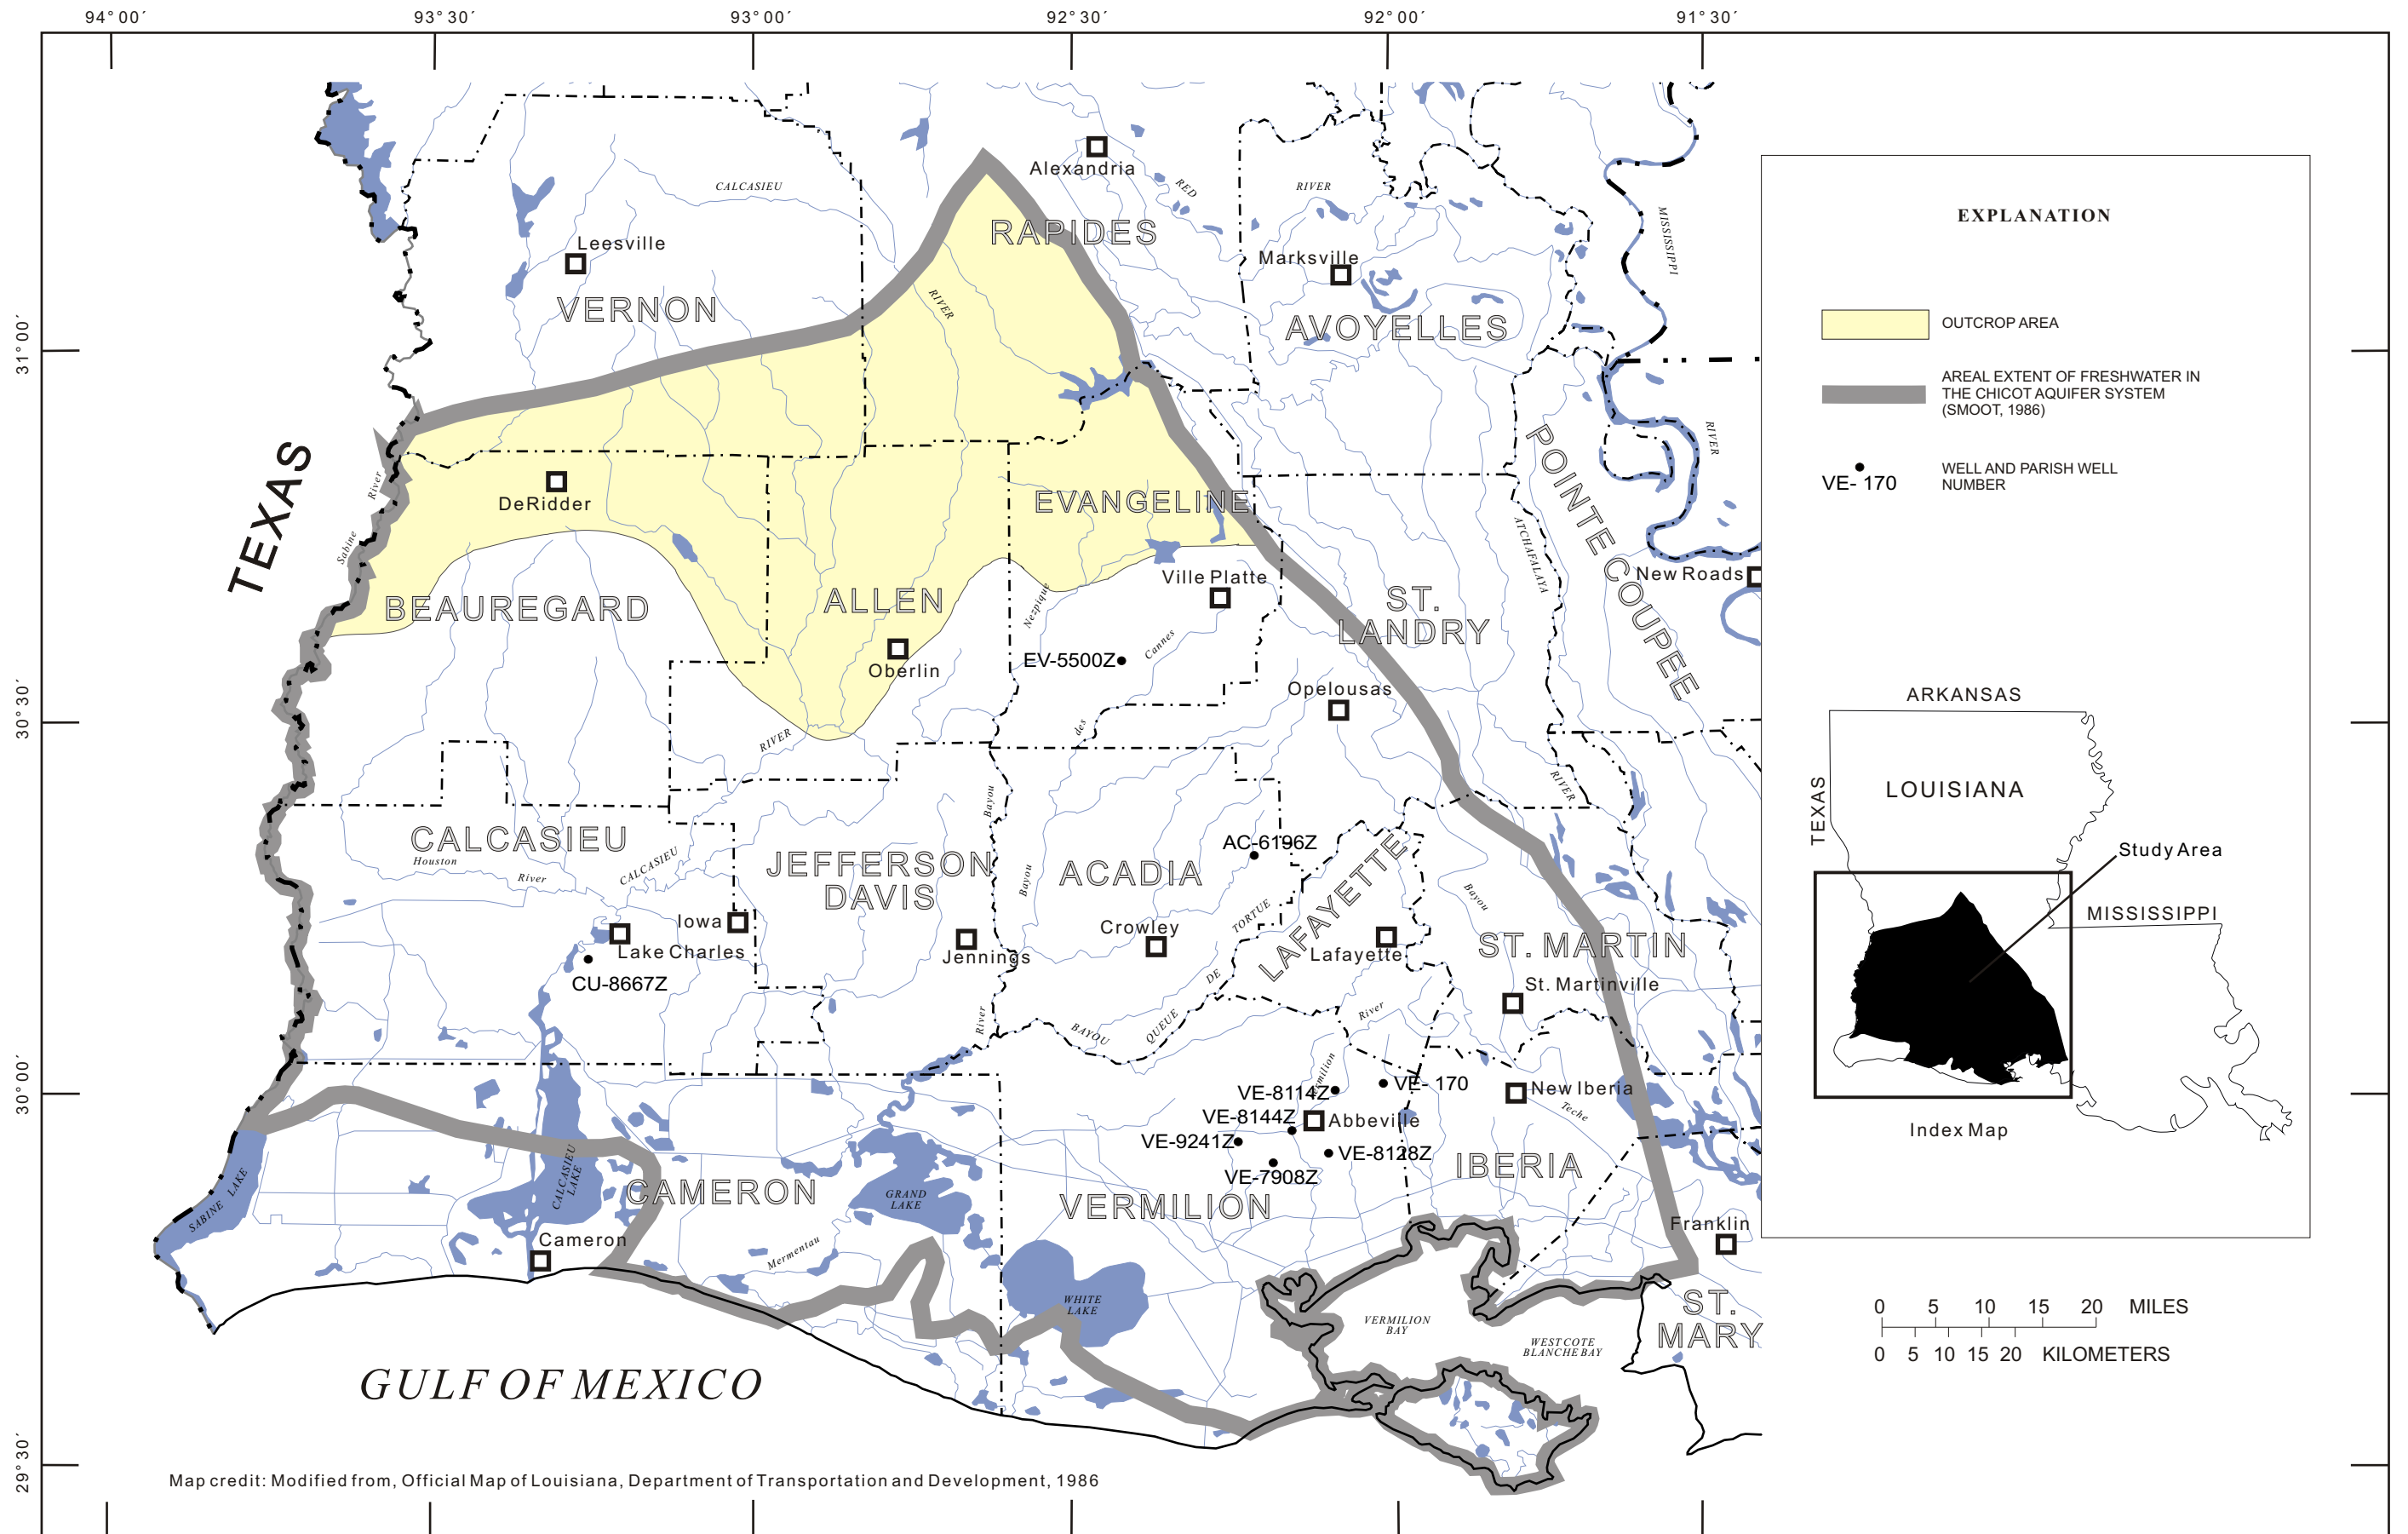 94°00´ 93°30´ 93°00´ 92°30´ 92°00´ 91°30´
31°00´
30°30´
30°00´
29°30´
Alexandria
CALCASIEU
RED
RIVER
MISSISSIPPI
RAPIDES
Leesville
Marksville
VERNON
RIVER
AVOYELLES
TEXAS
River
Sabine
DeRidder
EVANGELINE
POINTE COUPEE
RIVER
ATCHAFALAYA
New Roads
Ville Platte
BEAUREGARD
ALLEN
Nezpique
ST.
LANDRY
Oberlin
EV-5500Z
Cannes
des
Opelousas
RIVER
RIVER
Bayou
CALCASIEU
Houston
River
CALCASIEU
JEFFERSON
DAVIS
Bayou
ACADIA
AC-6196Z
LAFAYETTE
Bayou
Iowa
Lake Charles
CU-8667Z
Jennings
Crowley
TORTUE
DE
QUEUE
BAYOU
Lafayette
ST. MARTIN
St. Martinville
River
River
VE-8114Z
milion
VE- 170
New Iberia
Teche
VE-8144Z
Abbeville
VE-9241Z
VE-8128Z
VE-7908Z
IBERIA
SABINE LAKE
CALCASIEU
LAKE
CAMERON
GRAND
LAKE
VERMILION
Cameron
Mermentau
Franklin
WHITE
LAKE
VERMILION
BAY
WEST COTE
BLANCHE BAY
ST.
MARY
GULF OF MEXICO
Map credit: Modified from, Official Map of Louisiana, Department of Transportation and Development, 1986
EXPLANATION
OUTCROP AREA
AREAL EXTENT OF FRESHWATER IN
THE CHICOT AQUIFER SYSTEM
(SMOOT, 1986)
VE- 170
WELL AND PARISH WELL
NUMBER
ARKANSAS
TEXAS
LOUISIANA
Study Area
MISSISSIPPI
Index Map
0 5 10 15 20 MILES
0 5 10 15 20 KILOMETERS